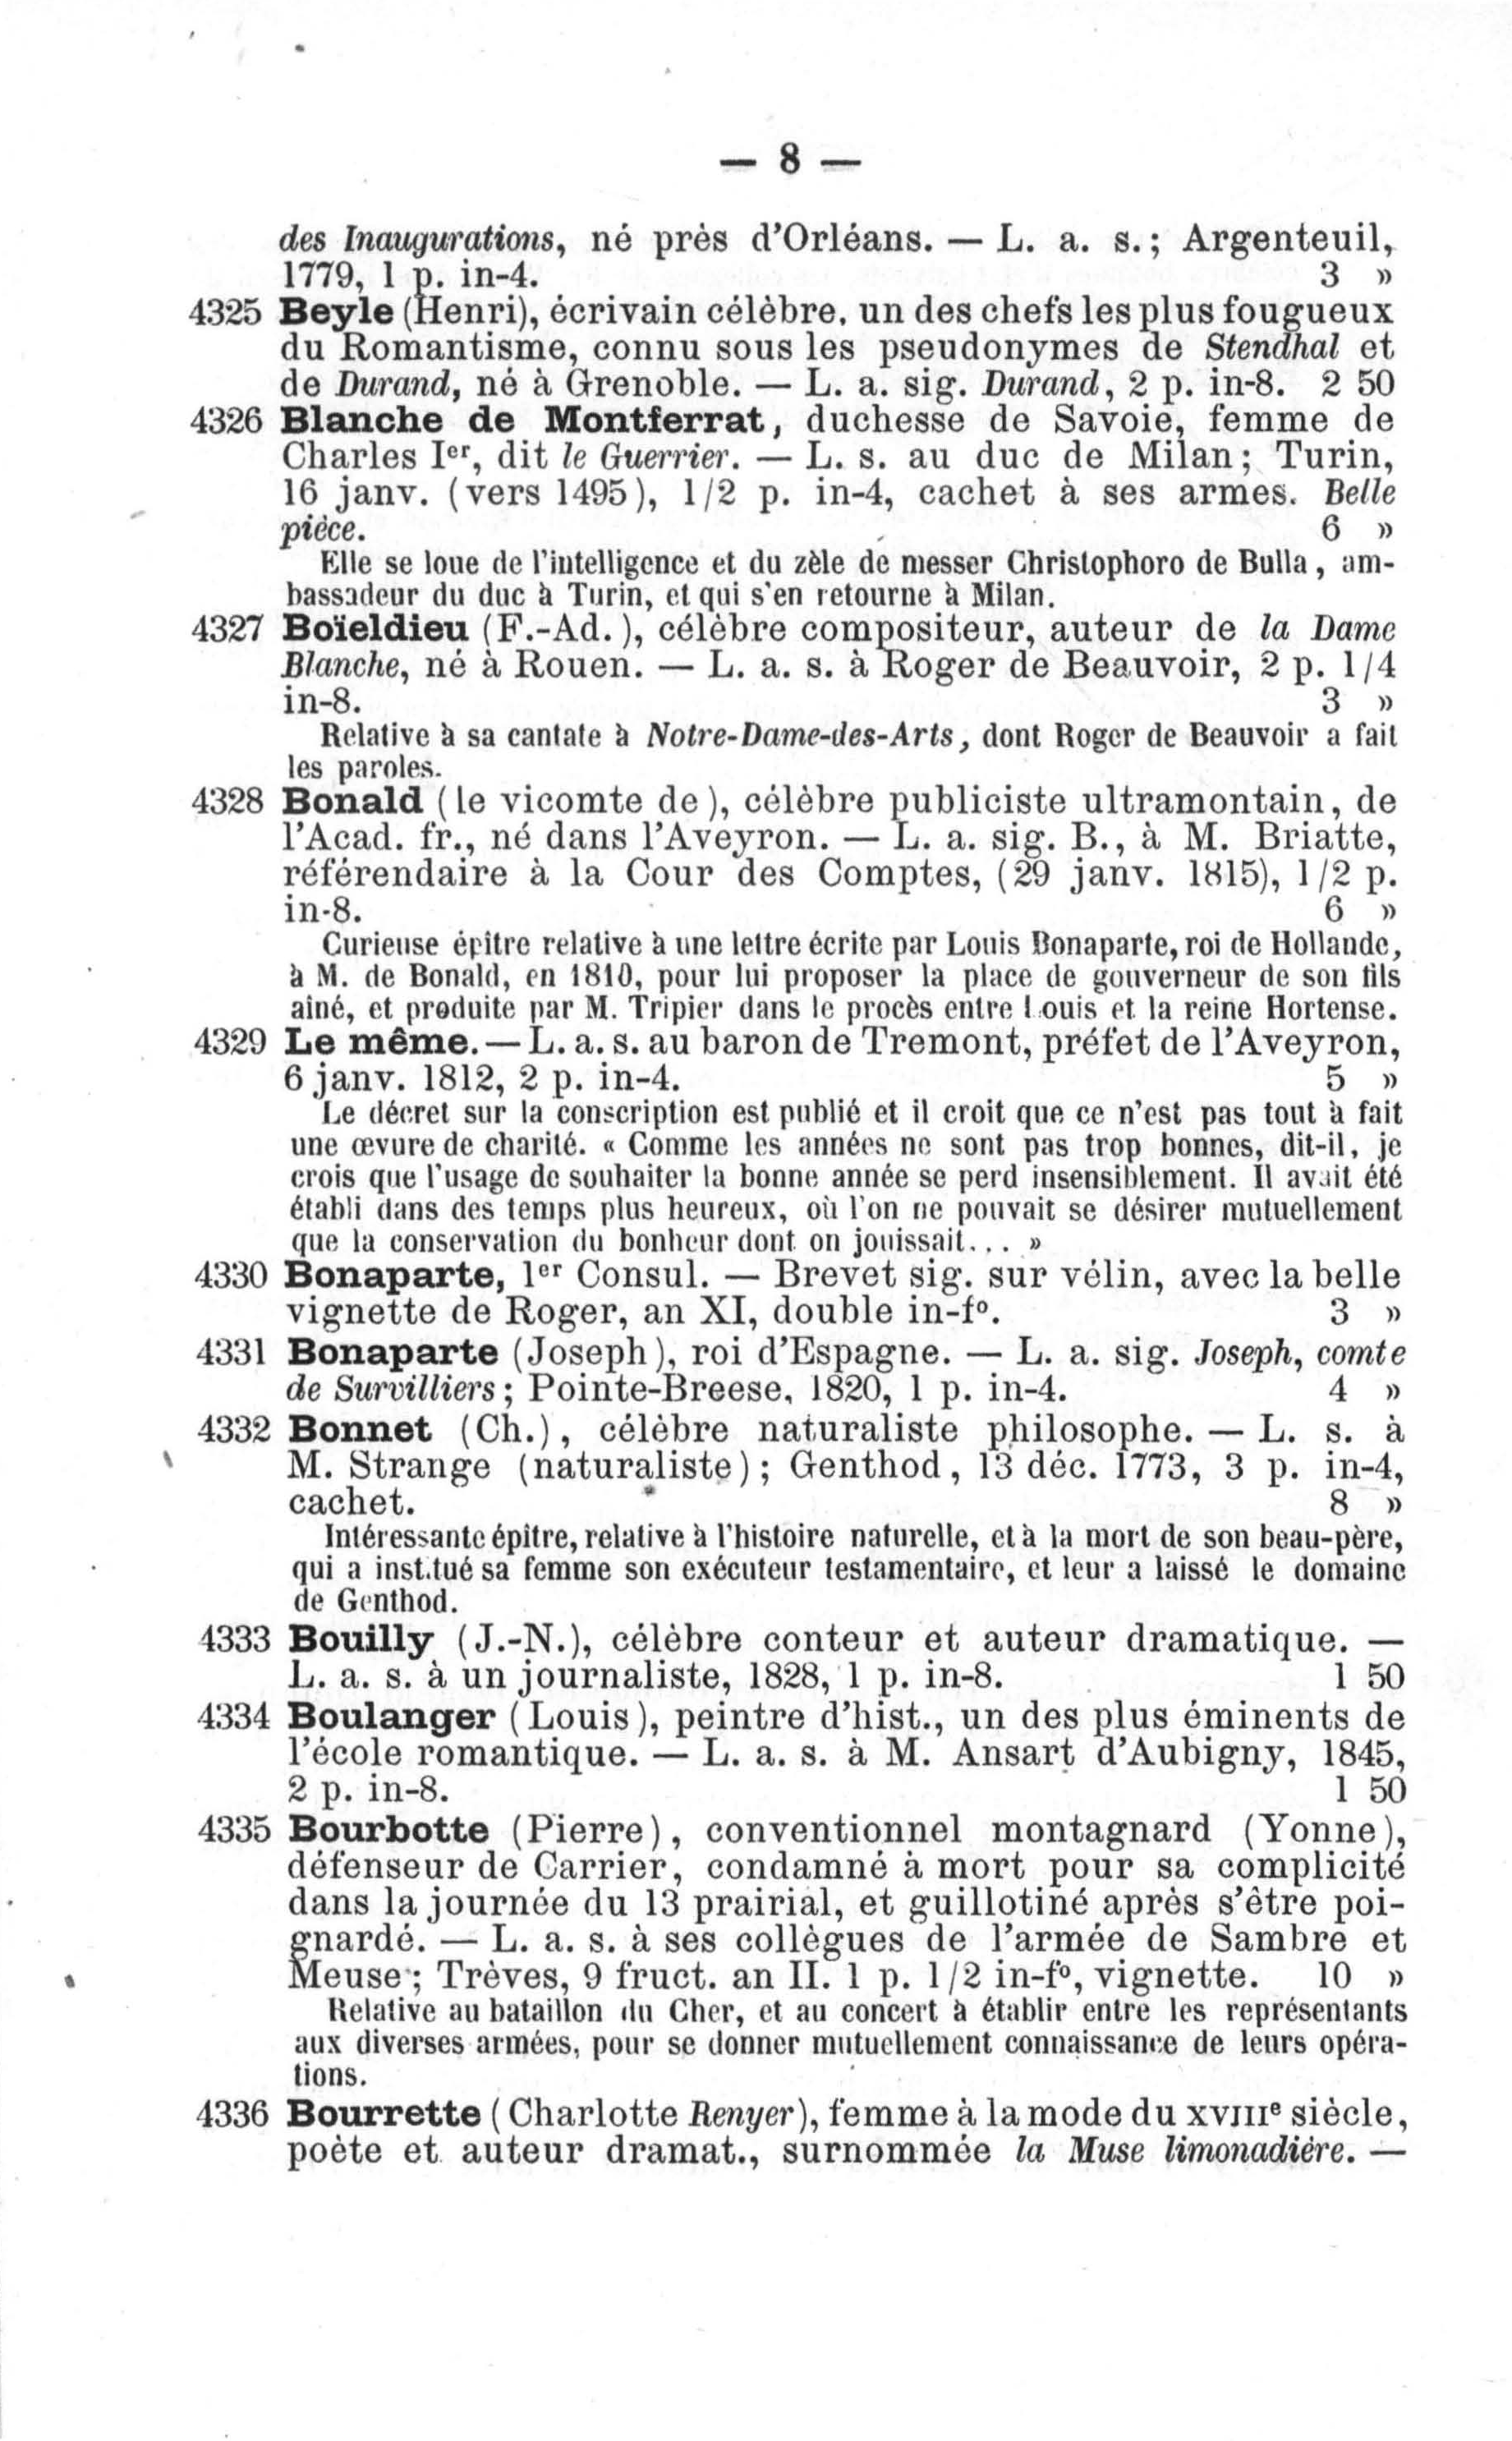 — 8 —
des Inaugurations, né près d'Orléans. — L. a. s.; Argenteuil,
1779, 1 p. in-4. 3 »
4325 Beyle (Henri), écrivain célèbre, un des chefs les plus fougueux
du Romantisme, connu sous les pseudonymes de Stendhal et
de Durand, né à Grenoble. — L. a. sig. Durand, 2 p. in-8. 2 50
4326 Blanche de Montferrat, duchesse de Savoie, femme de
Charles Ier, dit le Guerrier. — L. s. au duc de Milan; Turin,
16 janv. (vers 1495), 1/2 p. in-4, cachet à ses armes. Belle
pièce. 6 »
Elle se loue de l'intelligence et du zèle de messer Christophoro de Bulla, am-
bassadeur du duc à Turin, et qui s'en retourne à Milan.
4327 Boïeldieu (F.-Ad.), célèbre compositeur, auteur de la Dame
Blanche, né à Rouen. — L. a. s. à Roger de Beauvoir, 2 p. 1/4
in-8. 3 »
Relative à sa cantate à Notre-Dame-des-Arts, dont Roger de Beauvoir a fait
les paroles.
4328 Bonald (le vicomte de), célèbre publiciste ultramontain, de
l'Acad. fr., né dans l'Aveyron. — L. a. sig. B., à M. Briatte,
référendaire à la Cour des Comptes, (29 janv. 1815), 1/2 p.
in-8. 6 »
Curieuse épître relative à une lettre écrite par Louis Bonaparte, roi de Hollande,
à M. de Bonald, en 1810, pour lui proposer la place de gouverneur de son fils
aîné, et produite par M. Tripier dans le procès entre Louis et la reine Hortense.
4329 Le même. — L. a. s. au baron de Tremont, préfet de l'Aveyron,
6 janv. 1812, 2 p. in-4. 5 »
Le décret sur la conscription est publié et il croit que ce n'est pas tout à fait
une œvure de charité. « Comme les années ne sont pas trop bonnes, dit-il, je
crois que l'usage de souhaiter la bonne année se perd insensiblement. Il avait été
établi dans des temps plus heureux, où l'on ne pouvait se désirer mutuellement
que la conservation du bonheur dont on jouissait... »
4330 Bonaparte, 1er Consul. — Brevet sig. sur vélin, avec la belle
vignette de Roger, an XI, double in-fo. 3 »
4331 Bonaparte (Joseph), roi d'Espagne. — L. a. sig. Joseph, comte
de Survilliers; Pointe-Breese, 1820, 1 p. in-4. 4 »
4332 Bonnet (Ch.), célèbre naturaliste philosophe. — L. s. à
M. Strange (naturaliste); Genthod, 13 déc. 1773, 3 p. in-4,
cachet. 8 »
Intéressante épître, relative à l'histoire naturelle, et à la mort de son beau-père,
qui a institué sa femme son exécuteur testamentaire, et leur a laissé le domaine
de Genthod.
4333 Bouilly (J.-N.), célèbre conteur et auteur dramatique. —
L. a. s. à un journaliste, 1828, 1 p. in-8. 1 50
4334 Boulanger (Louis), peintre d'hist., un des plus éminents de
l'école romantique. — L. a. s. à M. Ansart d'Aubigny, 1845,
2 p. in-8. 1 50
4335 Bourbotte (Pierre), conventionnel montagnard (Yonne),
défenseur de Carrier, condamné à mort pour sa complicité
dans la journée du 13 prairial, et guillotiné après s'être poi-
gnardé. — L. a. s. à ses collègues de l'armée de Sambre et
Meuse; Trèves, 9 fruct. an II. 1 p. 1/2 in-fo, vignette. 10 »
Relative au bataillon du Cher, et au concert à établir entre les représentants
aux diverses armées, pour se donner mutuellement connaissance de leurs opéra-
tions.
4336 Bourrette (Charlotte Renyer), femme à la mode du XVIIIe siècle,
poète et auteur dramat., surnommée la Muse limonadière. —